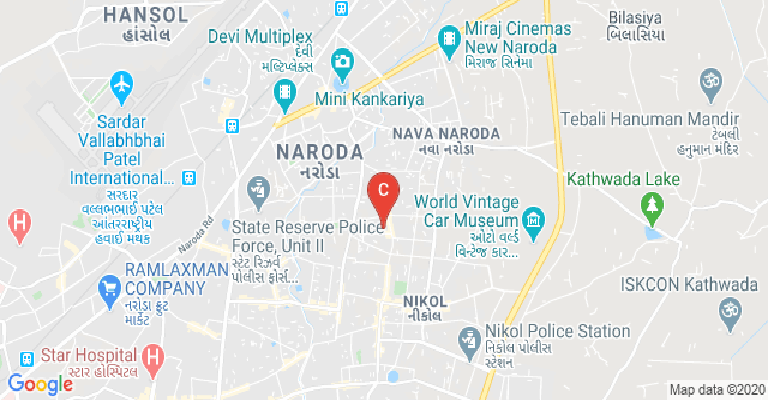 HANSOL
હાંસોલ
Devi Multiplex
દેવી
મલ્ટિપ્લેક્સ
Miraj Cinemas
New Naroda
મિરાજ સિનેમા
Bilasiya
બિલાસિયા
Mini Kankariya
Sardar
Vallabhbhai
Patel
International...
સરદાર
વલ્લભભાઈ પટેલ
આંતરરાષ્ટ્રીય
હવાઈ મથક
NARODA
નરોડા
NAVA NARODA
નવા નરોડા
Tebali Hanuman Mandir
ટેબલી
હનુમાન મંદિર
Kathwada Lake
C
World Vintage
Car Museum
ઓટો વર્લ્ડ
વિન્ટેજ કાર...
State Reserve Police
Force, Unit II
સ્ટેટ રિઝર્વ
પોલીસ ફોર્સ...
Naroda Rd
H
RAMLAXMAN
COMPANY
નરોડા ફ્રુટ
માર્કેટ
NIKOL
નીકોલ
ISKCON Kathwada
Nikol Police Station
નિકોલ પોલીસ
સ્ટેશન
Star Hospital
સ્ટાર હોસ્પિટલ
H
Google
Map data ©2020